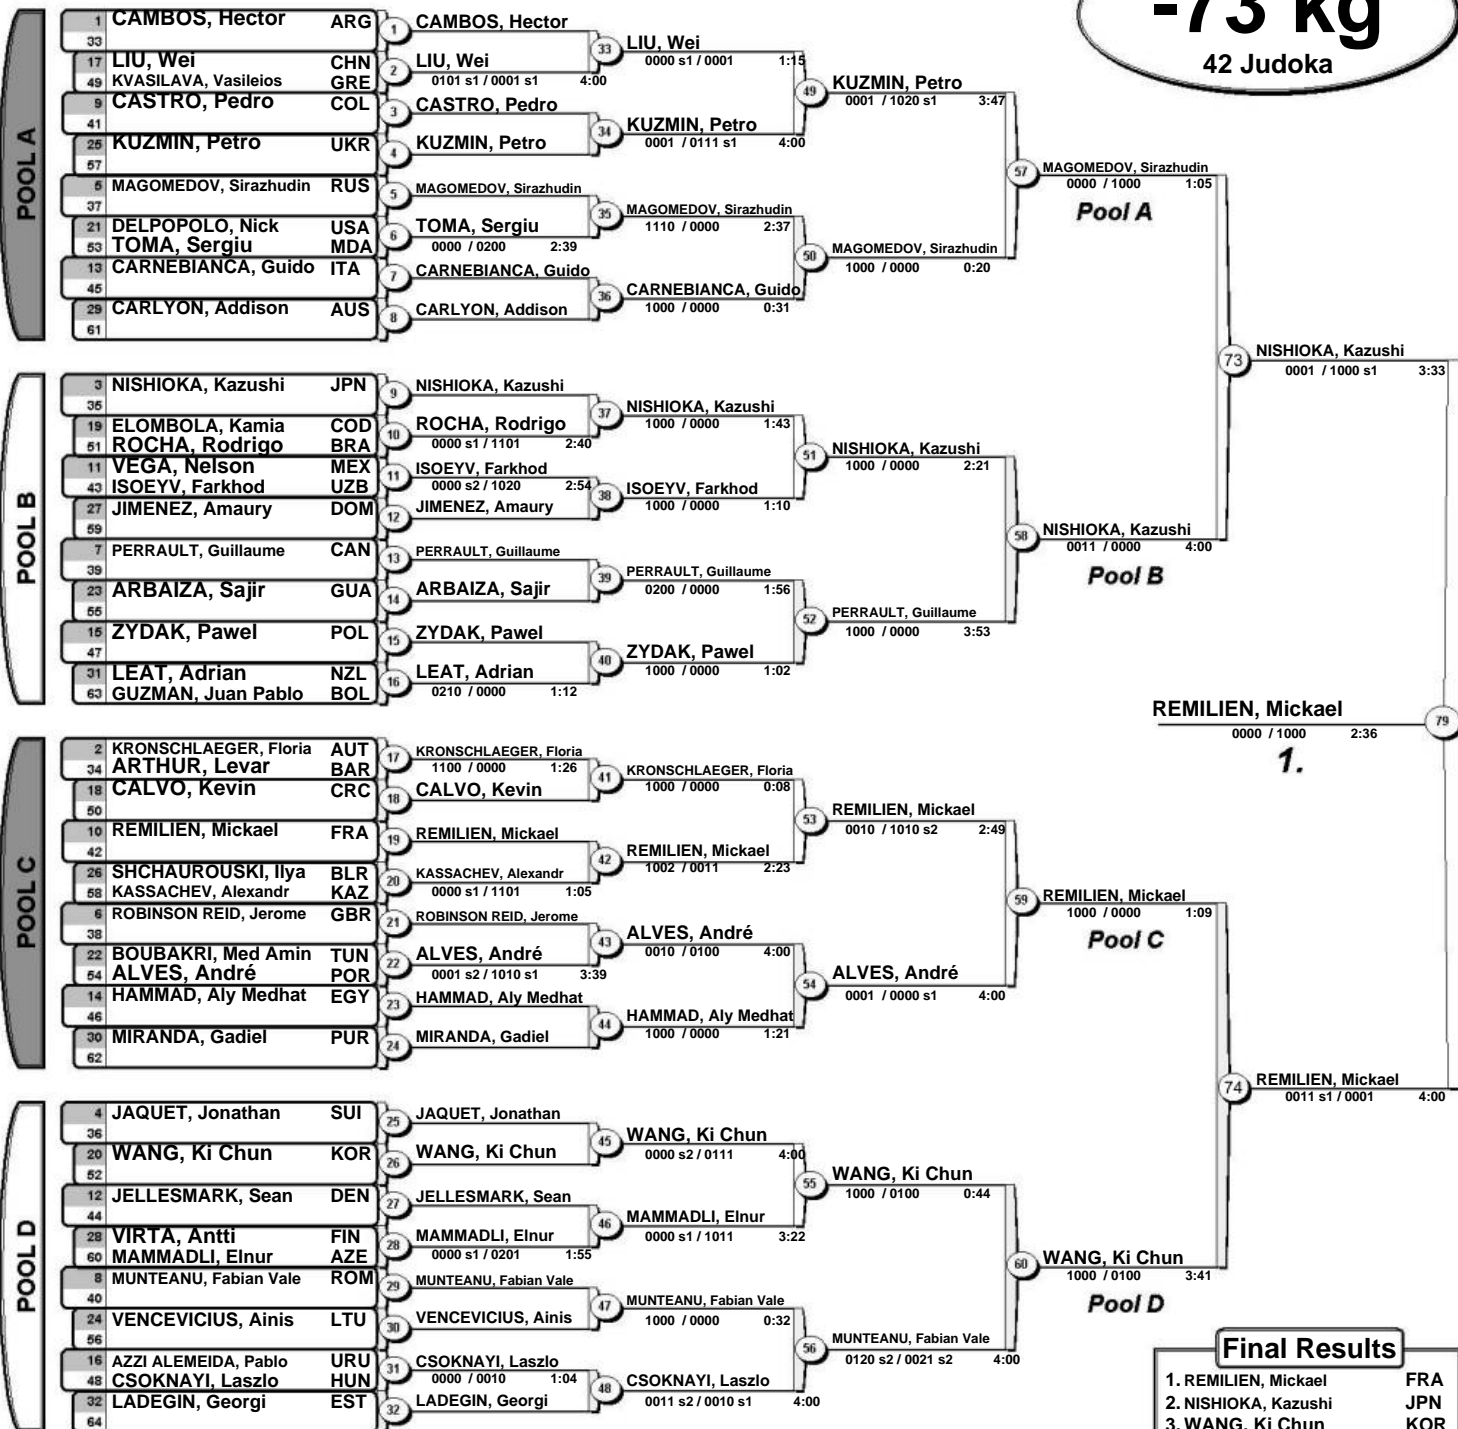 -73 kg
42 Judoka
POOL A
1 CAMBOS, Hector ARG
33
17 LIU, Wei CHN
49 KVASILAVA, Vasileios GRE
9 CASTRO, Pedro COL
41
25 KUZMIN, Petro UKR
57
5 MAGOMEDOV, Sirazhudin RUS
37
21 DELPOPOLO, Nick USA
53 TOMA, Sergiu MDA
13 CARNEBIANCA, Guido ITA
45
29 CARLYON, Addison AUS
61
1 CAMBOS, Hector
2 LIU, Wei
0101 s1 / 0001 s1 4:00
3 CASTRO, Pedro
4 KUZMIN, Petro
5 MAGOMEDOV, Sirazhudin
6 TOMA, Sergiu
0000 / 0200 2:39
7 CARNEBIANCA, Guido
8 CARLYON, Addison
33 LIU, Wei
0000 s1 / 0001 1:15
34 KUZMIN, Petro
0001 / 0111 s1 4:00
35 MAGOMEDOV, Sirazhudin
1110 / 0000 2:37
36 CARNEBIANCA, Guido
1000 / 0000 0:31
49 KUZMIN, Petro
0001 / 1020 s1 3:47
50 MAGOMEDOV, Sirazhudin
1000 / 0000 0:20
57 MAGOMEDOV, Sirazhudin
0000 / 1000 1:05
Pool A
POOL B
3 NISHIOKA, Kazushi JPN
35
19 ELOMBOLA, Kamia COD
51 ROCHA, Rodrigo BRA
11 VEGA, Nelson MEX
43 ISOEYV, Farkhod UZB
27 JIMENEZ, Amaury DOM
59
7 PERRAULT, Guillaume CAN
39
23 ARBAIZA, Sajir GUA
55
15 ZYDAK, Pawel POL
47
31 LEAT, Adrian NZL
63 GUZMAN, Juan Pablo BOL
9 NISHIOKA, Kazushi
10 ROCHA, Rodrigo
0000 s1 / 1101 2:40
11 ISOEYV, Farkhod
0000 s2 / 1020 2:54
12 JIMENEZ, Amaury
13 PERRAULT, Guillaume
14 ARBAIZA, Sajir
15 ZYDAK, Pawel
16 LEAT, Adrian
0210 / 0000 1:12
37 NISHIOKA, Kazushi
1000 / 0000 1:43
38 ISOEYV, Farkhod
1000 / 0000 1:10
39 PERRAULT, Guillaume
0200 / 0000 1:56
40 ZYDAK, Pawel
1000 / 0000 1:02
51 NISHIOKA, Kazushi
1000 / 0000 2:21
52 PERRAULT, Guillaume
1000 / 0000 3:53
58 NISHIOKA, Kazushi
0011 / 0000 4:00
Pool B
73 NISHIOKA, Kazushi
0001 / 1000 s1 3:33
REMILIEN, Mickael 79
0000 / 1000 2:36
1.
POOL C
2 KRONSCHLAEGER, Floria AUT
34 ARTHUR, Levar BAR
18 CALVO, Kevin CRC
50
10 REMILIEN, Mickael FRA
42
26 SHCHAUROUSKI, Ilya BLR
58 KASSACHEV, Alexandr KAZ
6 ROBINSON REID, Jerome GBR
38
22 BOUBAKRI, Med Amin TUN
54 ALVES, André POR
14 HAMMAD, Aly Medhat EGY
46
30 MIRANDA, Gadiel PUR
62
17 KRONSCHLAEGER, Floria
1100 / 0000 1:26
18 CALVO, Kevin
19 REMILIEN, Mickael
20 KASSACHEV, Alexandr
0000 s1 / 1101 1:05
21 ROBINSON REID, Jerome
22 ALVES, André
0001 s2 / 1010 s1 3:39
23 HAMMAD, Aly Medhat
24 MIRANDA, Gadiel
41 KRONSCHLAEGER, Floria
1000 / 0000 0:08
42 REMILIEN, Mickael
1002 / 0011 2:23
43 ALVES, André
0010 / 0100 4:00
44 HAMMAD, Aly Medhat
1000 / 0000 1:21
53 REMILIEN, Mickael
0010 / 1010 s2 2:49
54 ALVES, André
0001 / 0000 s1 4:00
59 REMILIEN, Mickael
1000 / 0000 1:09
Pool C
74 REMILIEN, Mickael
0011 s1 / 0001 4:00
POOL D
4 JAQUET, Jonathan SUI
36
20 WANG, Ki Chun KOR
52
12 JELLESMARK, Sean DEN
44
28 VIRTA, Antti FIN
60 MAMMADLI, Elnur AZE
8 MUNTEANU, Fabian Vale ROM
40
24 VENCEVICIUS, Ainis LTU
56
16 AZZI ALEMEIDA, Pablo URU
48 CSOKNAYI, Laszlo HUN
32 LADEGIN, Georgi EST
64
25 JAQUET, Jonathan
26 WANG, Ki Chun
27 JELLESMARK, Sean
28 MAMMADLI, Elnur
0000 s1 / 0201 1:55
29 MUNTEANU, Fabian Vale
30 VENCEVICIUS, Ainis
31 CSOKNAYI, Laszlo
0000 / 0010 1:04
32 LADEGIN, Georgi
45 WANG, Ki Chun
0000 s2 / 0111 4:00
46 MAMMADLI, Elnur
0000 s1 / 1011 3:22
47 MUNTEANU, Fabian Vale
1000 / 0000 0:32
48 CSOKNAYI, Laszlo
0011 s2 / 0010 s1 4:00
55 WANG, Ki Chun
1000 / 0100 0:44
56 MUNTEANU, Fabian Vale
0120 s2 / 0021 s2 4:00
60 WANG, Ki Chun
1000 / 0100 3:41
Pool D
Final Results
1. REMILIEN, Mickael FRA
2. NISHIOKA, Kazushi JPN
3. WANG, Ki Chun KOR